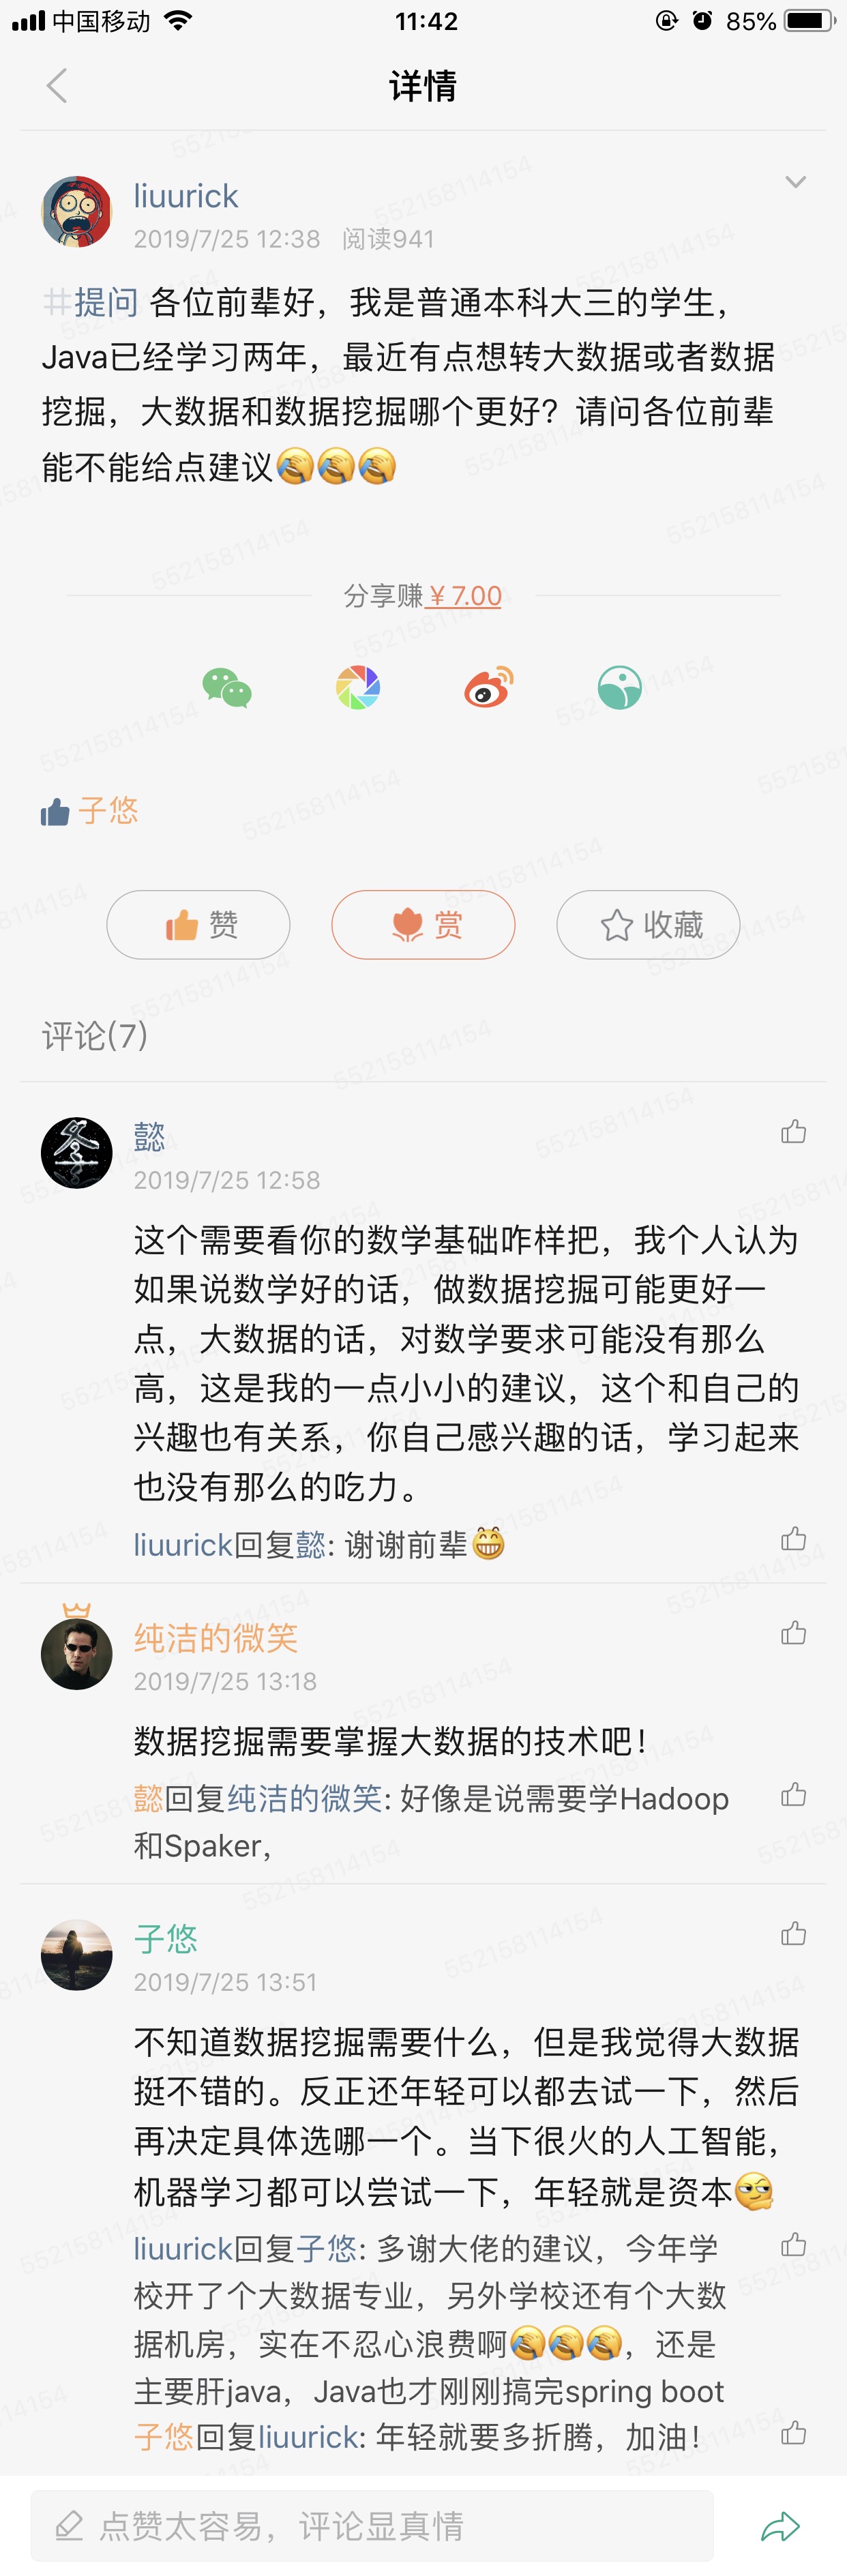 中国移动 11:42 85%
详情
liuurick
2019/7/25 12:38 阅读941
#提问 各位前辈好，我是普通本科大三的学生，
Java已经学习两年，最近有点想转大数据或者数据
挖掘，大数据和数据挖掘哪个更好？请问各位前辈
能不能给点建议🤦🤦🤦
分享赚¥7.00
子悠
赞 赏 收藏
评论(7)
懿
2019/7/25 12:58
这个需要看你的数学基础咋样把，我个人认为
如果说数学好的话，做数据挖掘可能更好一
点，大数据的话，对数学要求可能没有那么
高，这是我的一点小小的建议，这个和自己的
兴趣也有关系，你自己感兴趣的话，学习起来
也没有那么的吃力。
liuurick回复懿: 谢谢前辈😁
纯洁的微笑
2019/7/25 13:18
数据挖掘需要掌握大数据的技术吧！
懿回复纯洁的微笑: 好像是说需要学Hadoop
和Spaker，
子悠
2019/7/25 13:51
不知道数据挖掘需要什么，但是我觉得大数据
挺不错的。反正还年轻可以都去试一下，然后
再决定具体选哪一个。当下很火的人工智能，
机器学习都可以尝试一下，年轻就是资本🤔
liuurick回复子悠: 多谢大佬的建议，今年学
校开了个大数据专业，另外学校还有个大数
据机房，实在不忍心浪费啊🤦🤦🤦，还是
主要肝java，Java也才刚刚搞完spring boot
子悠回复liuurick: 年轻就要多折腾，加油！
点赞太容易，评论显真情
552158114154